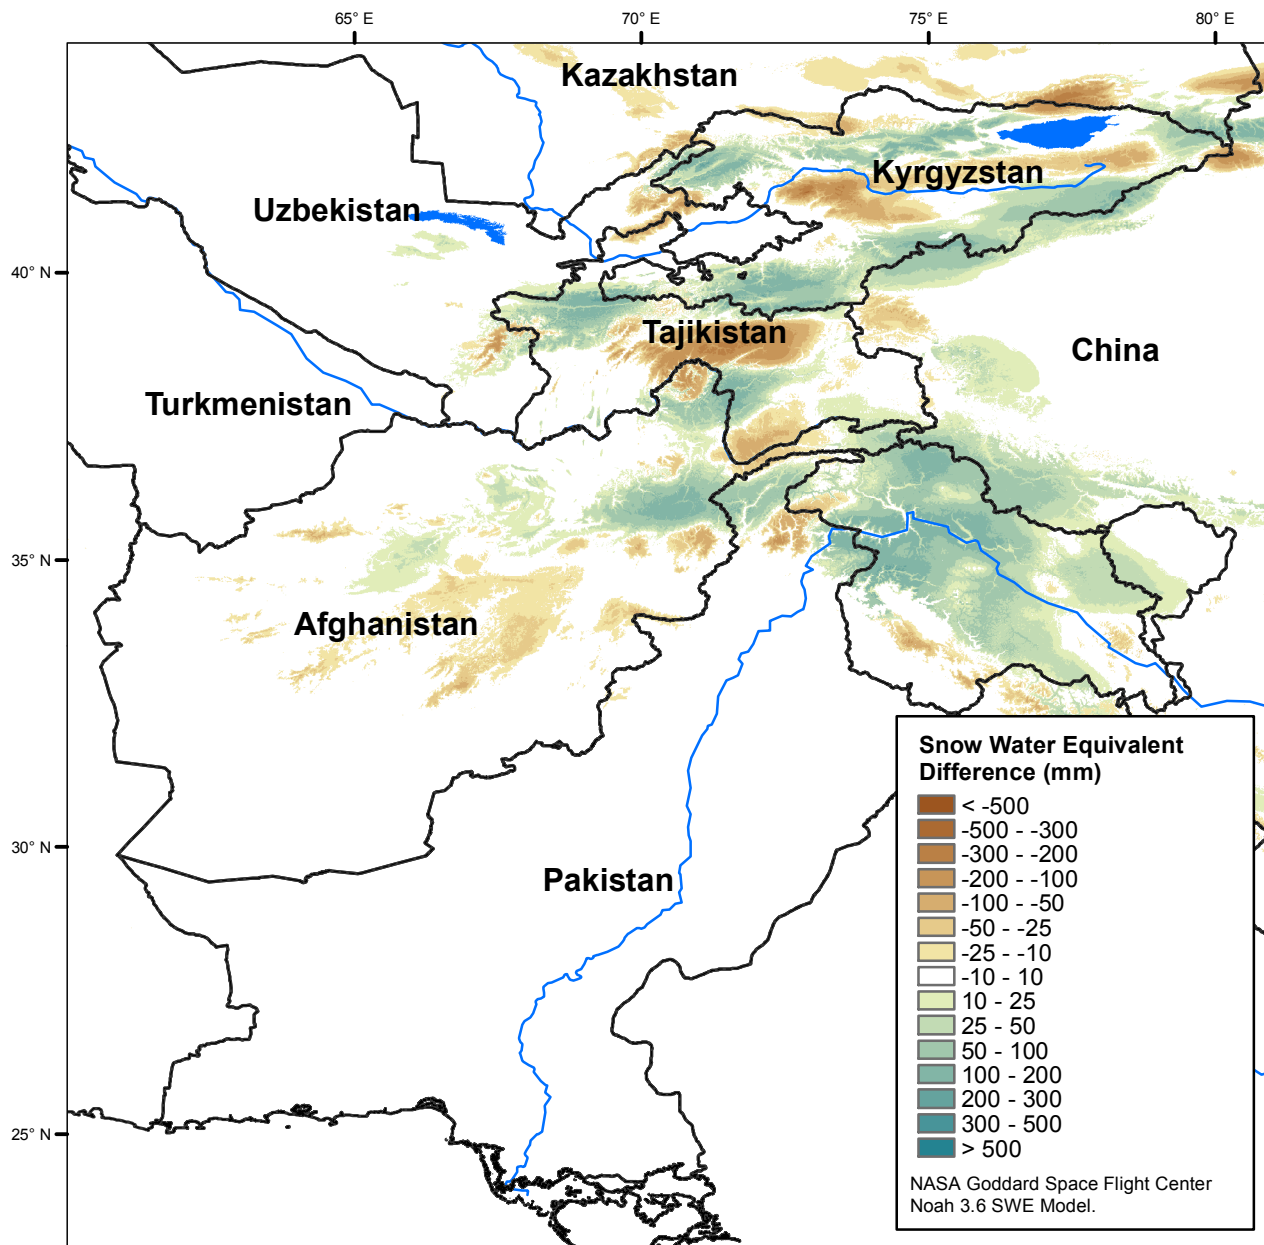 65° E
70° E
75° E
80° E
Kazakhstan
Kyrgyzstan
Uzbekistan
40° N
Tajikistan
China
Turkmenistan
35° N
Afghanistan
30° N
Pakistan
25° N
Snow Water Equivalent
Difference (mm)
< -500
-500 - -300
-300 - -200
-200 - -100
-100 - -50
-50 - -25
-25 - -10
-10 - 10
10 - 25
25 - 50
50 - 100
100 - 200
200 - 300
300 - 500
> 500
NASA Goddard Space Flight Center
Noah 3.6 SWE Model.